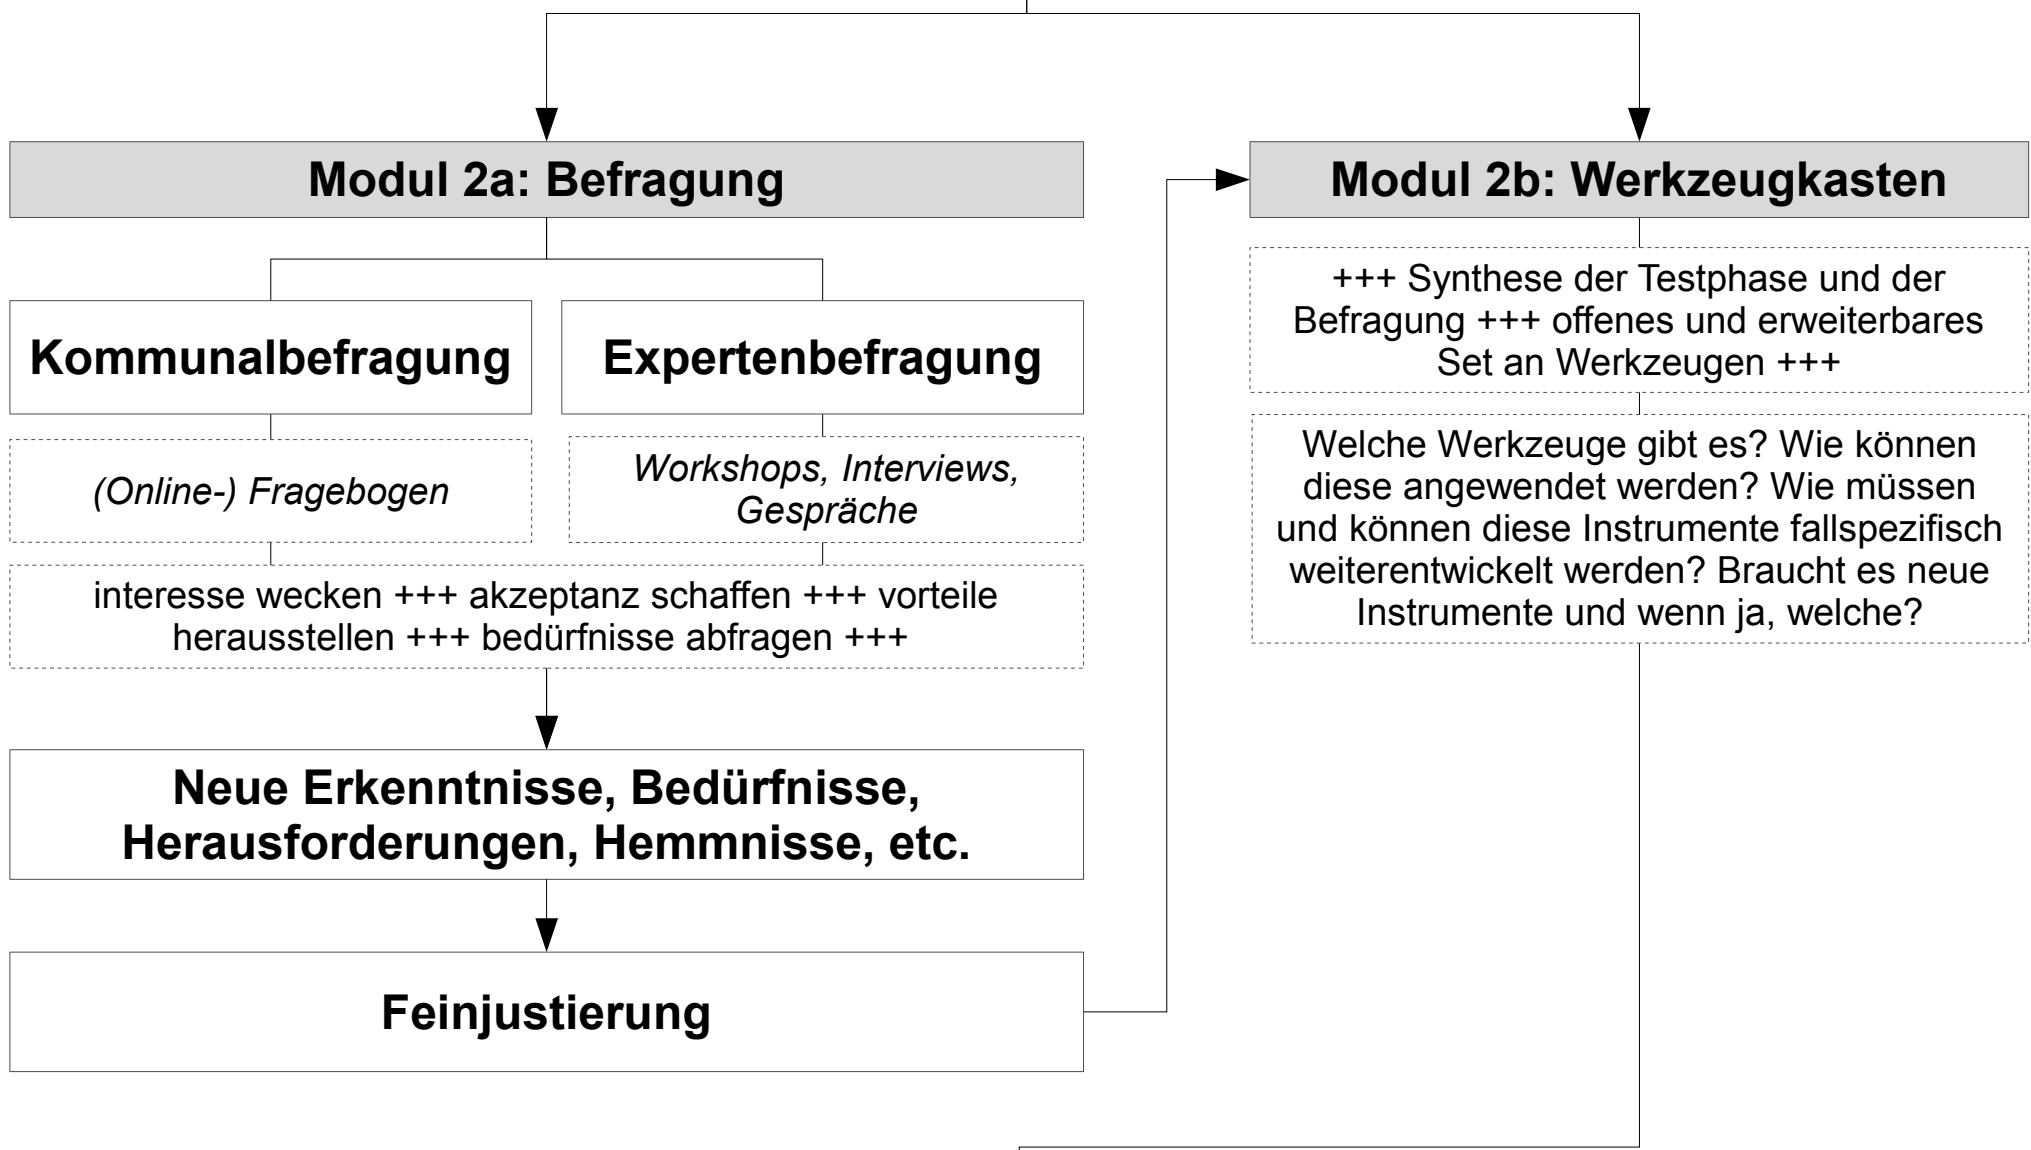 Modul 2a: Befragung
Kommunalbefragung
Expertenbefragung
(Online-) Fragebogen
Workshops, Interviews,
Gespräche
interesse wecken +++ akzeptanz schaffen +++ vorteile
herausstellen +++ bedürfnisse abfragen +++
Neue Erkenntnisse, Bedürfnisse,
Herausforderungen, Hemmnisse, etc.
Feinjustierung
Modul 2b: Werkzeugkasten
+++ Synthese der Testphase und der
Befragung +++ offenes und erweiterbares
Set an Werkzeugen +++
Welche Werkzeuge gibt es? Wie können
diese angewendet werden? Wie müssen
und können diese Instrumente fallspezifisch
weiterentwickelt werden? Braucht es neue
Instrumente und wenn ja, welche?